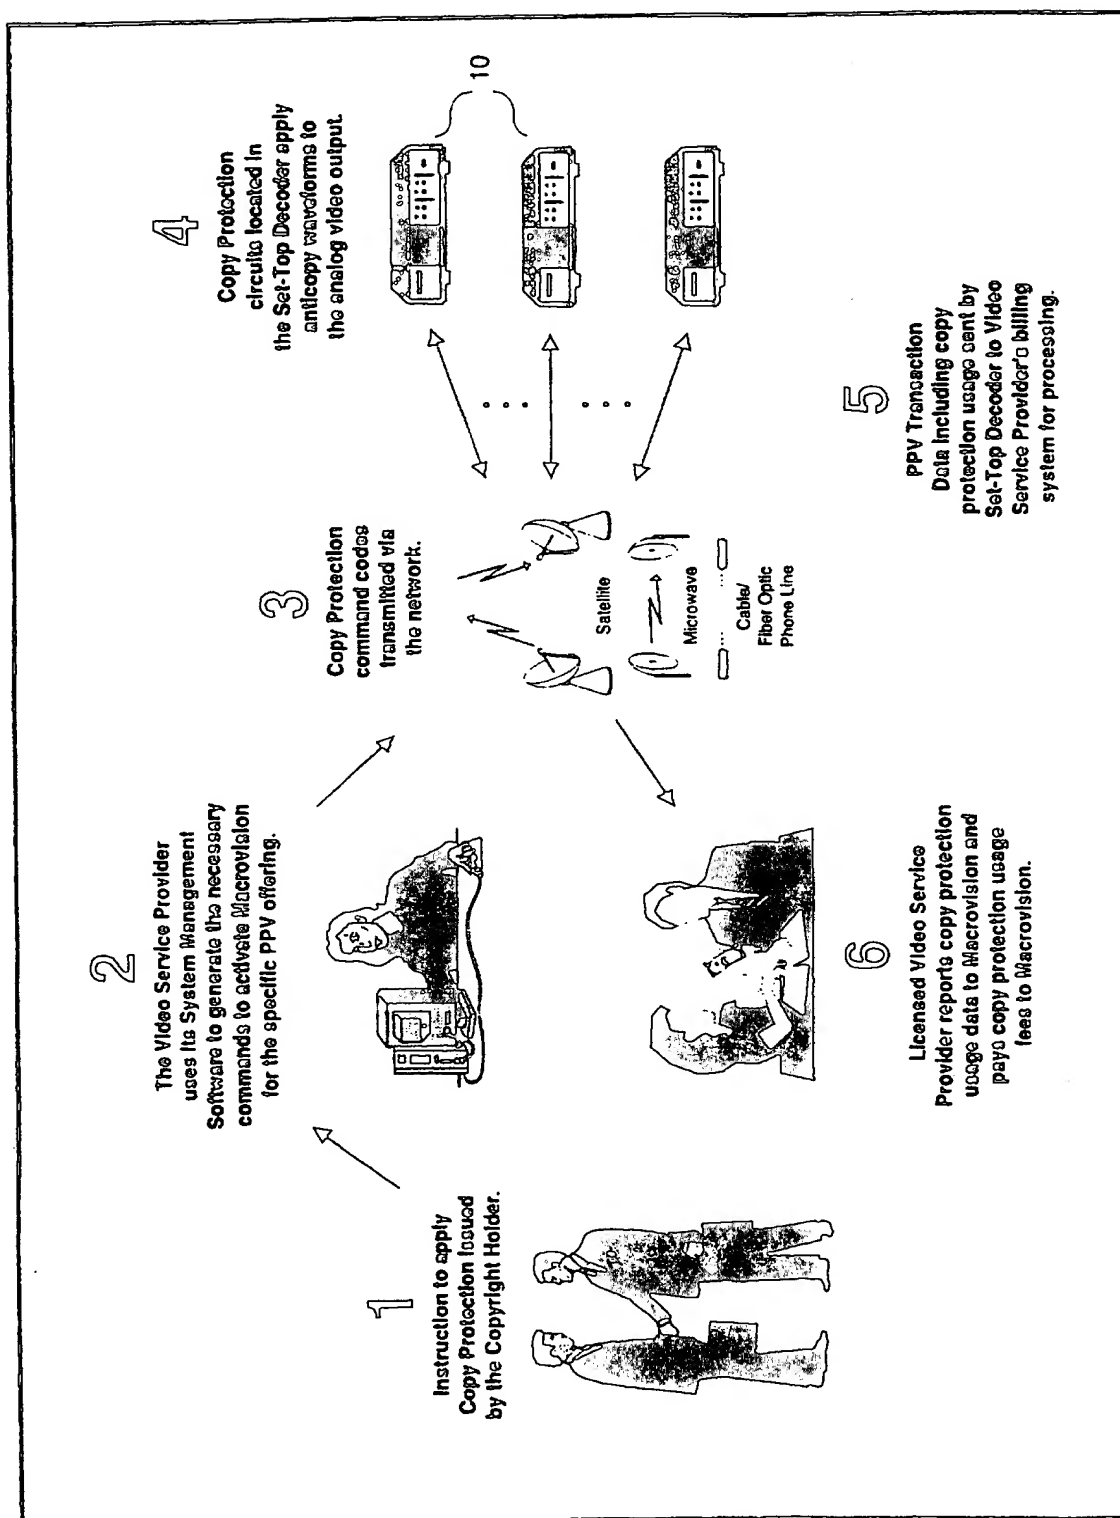 1
Instruction to apply
Copy Protection Issued
by the Copyright Holder.
2
The Video Service Provider
uses its System Management
Software to generate the necessary
commands to activate Macrovision
for the specific PPV offering.
3
Copy Protection
command codes
transmitted via
the network.
Satellite
Microwave
Cable/
Fiber Optic
Phone Line
4
Copy Protection
circuits located in
the Set-Top Decoder apply
anticopy waveforms to
the analog video output.
10
5
PPV Transaction
Data Including copy
protection usage sent by
Set-Top Decoder to Video
Service Provider's billing
system for processing.
6
Licensed Video Service
Provider reports copy protection
usage data to Macrovision and
pays copy protection usage
fees to Macrovision.